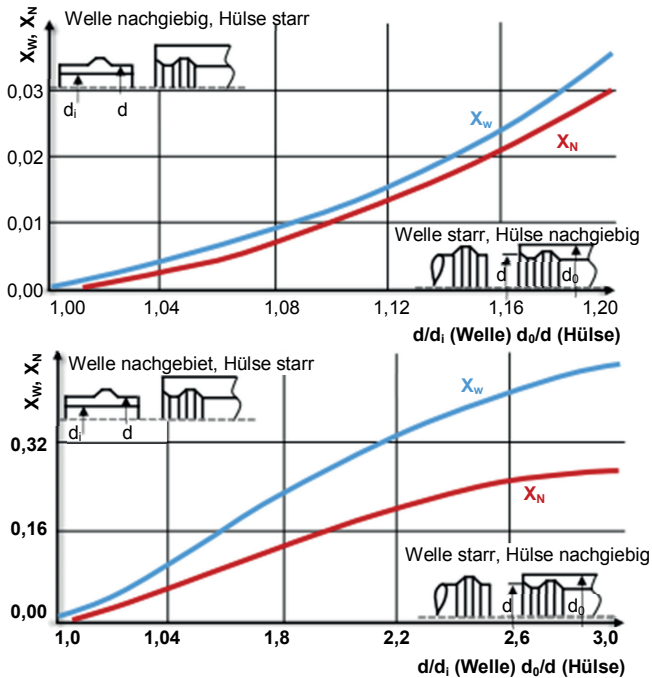 Welle nachgiebig, Hülse starr
X_W, X_N
d_i
d
0,03
X_w
X_N
0,02
0,01
Welle starr, Hülse nachgiebig
d
d_0
0,00
1,00 1,04 1,08 1,12 1,16 1,20
d/d_i (Welle) d_0/d (Hülse)
Welle nachgebiet, Hülse starr
X_w, X_N
d_i
d
X_w
0,32
X_N
0,16
Welle starr, Hülse nachgiebig
d
d_0
0,00
1,0 1,04 1,8 2,2 2,6 3,0
d/d_i (Welle) d_0/d (Hülse)